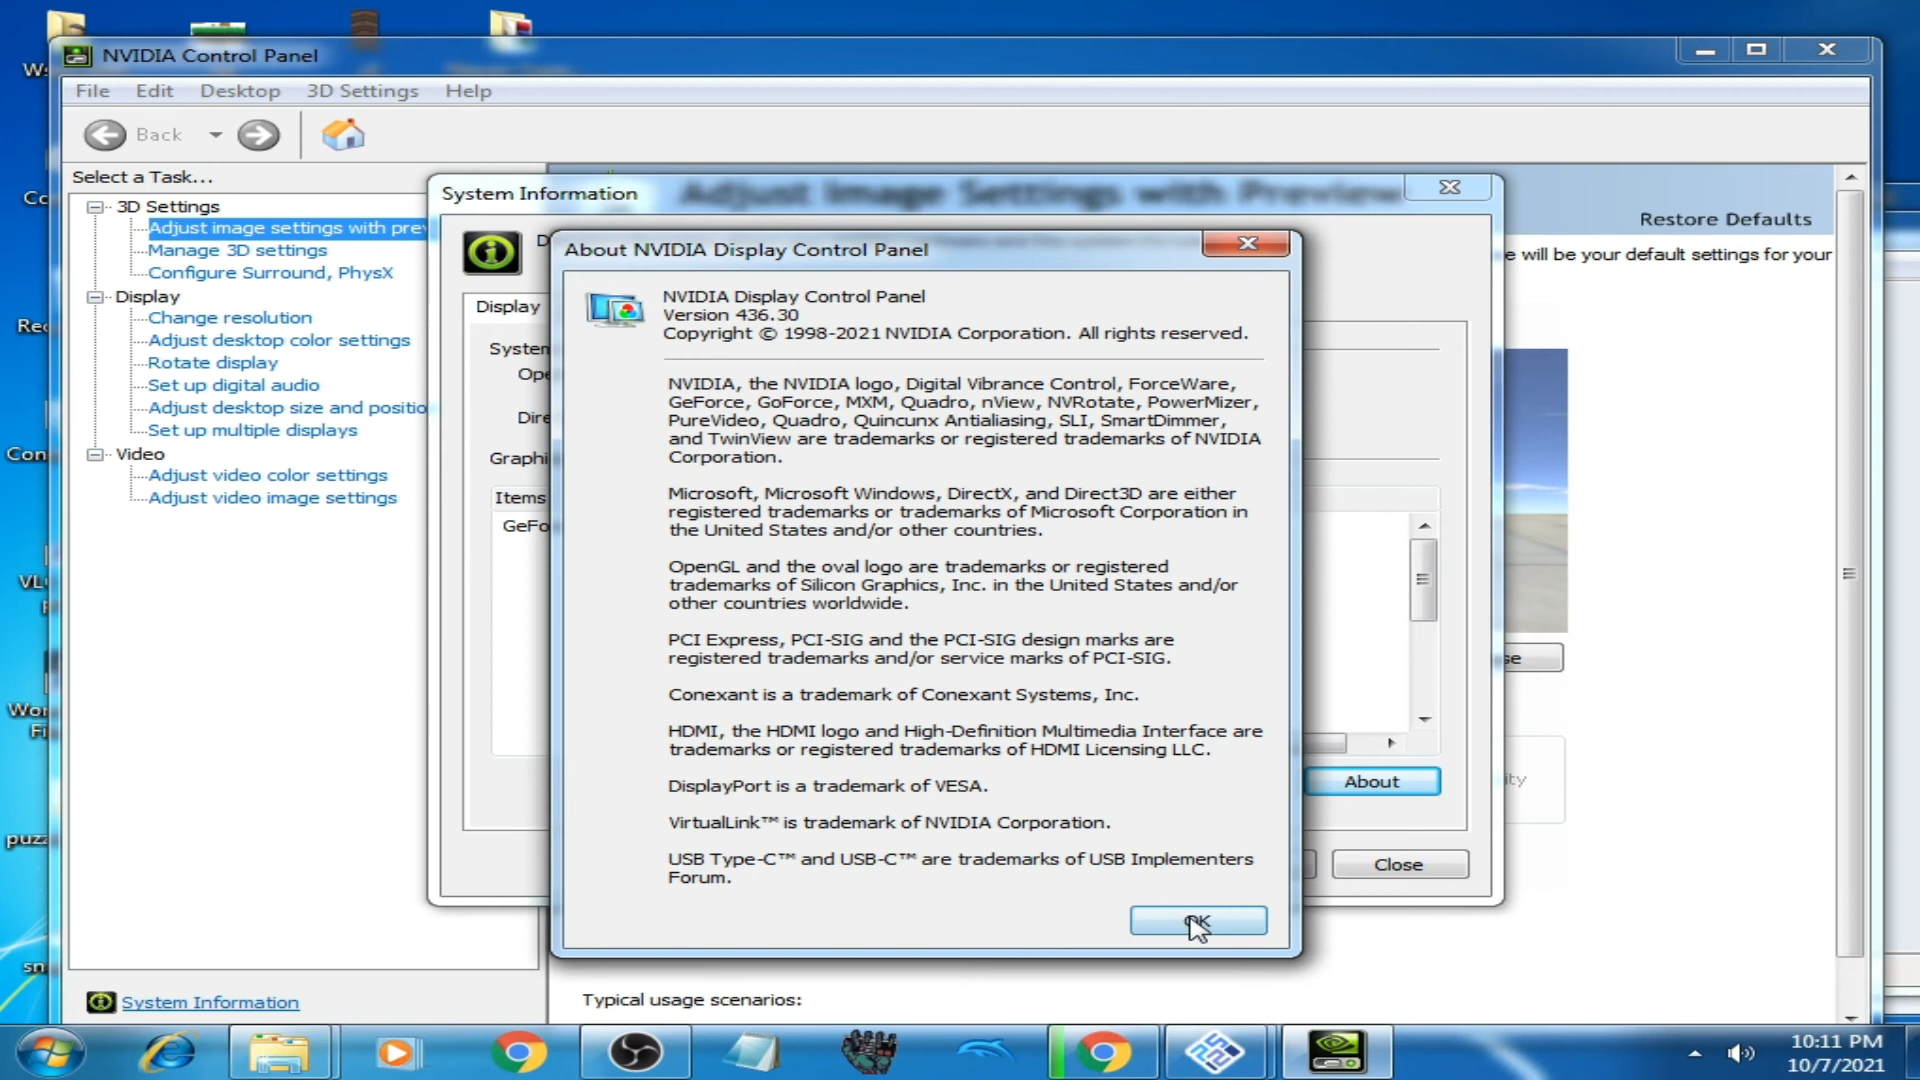 NVIDIA Control Panel
File Edit Desktop 3D Settings Help
Back
Select a Task...
3D Settings
Adjust image settings with prev
Manage 3D settings
Configure Surround, PhysX
Display
Change resolution
Adjust desktop color settings
Rotate display
Set up digital audio
Adjust desktop size and positio
Set up multiple displays
Video
Adjust video color settings
Adjust video image settings
System Information
Adjust Image Settings with Preview
Restore Defaults
e will be your default settings for your
System Information
Display
System
Ope
Dire
Graphi
Items
GeFo
About
Close
About NVIDIA Display Control Panel
NVIDIA Display Control Panel
Version 436.30
Copyright © 1998-2021 NVIDIA Corporation. All rights reserved.
NVIDIA, the NVIDIA logo, Digital Vibrance Control, ForceWare,
GeForce, GoForce, MXM, Quadro, nView, NVRotate, PowerMizer,
PureVideo, Quadro, Quincunx Antialiasing, SLI, SmartDimmer,
and TwinView are trademarks or registered trademarks of NVIDIA
Corporation.
Microsoft, Microsoft Windows, DirectX, and Direct3D are either
registered trademarks or trademarks of Microsoft Corporation in
the United States and/or other countries.
OpenGL and the oval logo are trademarks or registered
trademarks of Silicon Graphics, Inc. in the United States and/or
other countries worldwide.
PCI Express, PCI-SIG and the PCI-SIG design marks are
registered trademarks and/or service marks of PCI-SIG.
Conexant is a trademark of Conexant Systems, Inc.
HDMI, the HDMI logo and High-Definition Multimedia Interface are
trademarks or registered trademarks of HDMI Licensing LLC.
DisplayPort is a trademark of VESA.
VirtualLink™ is trademark of NVIDIA Corporation.
USB Type-C™ and USB-C™ are trademarks of USB Implementers
Forum.
OK
Typical usage scenarios:
10:11 PM
10/7/2021